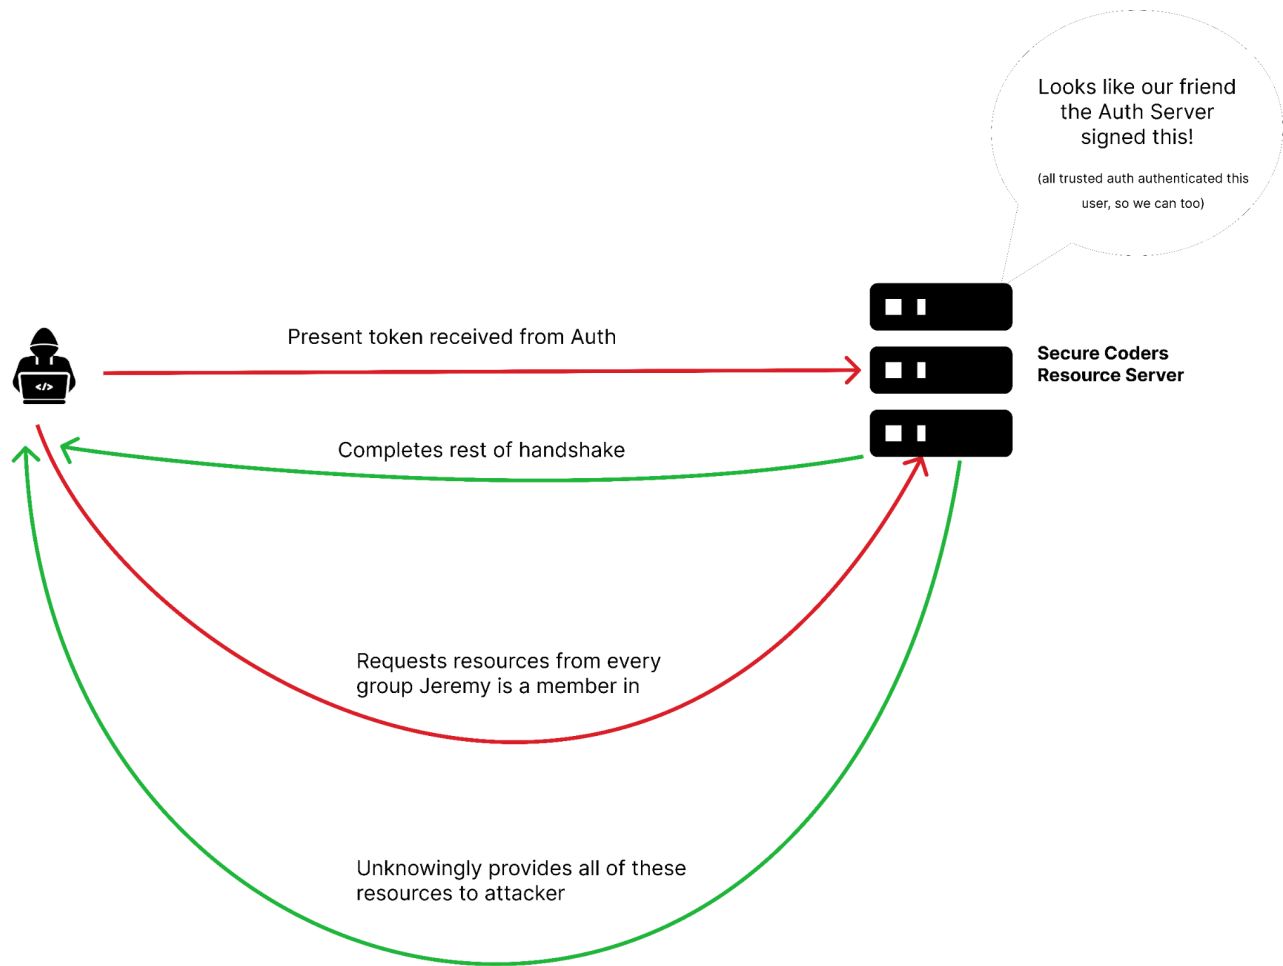 Looks like our friend
the Auth Server
signed this!
(all trusted auth authenticated this
user, so we can too)
Present token received from Auth
</>
Secure Coders
Resource Server
Completes rest of handshake
Requests resources from every
group Jeremy is a member in
Unknowingly provides all of these
resources to attacker